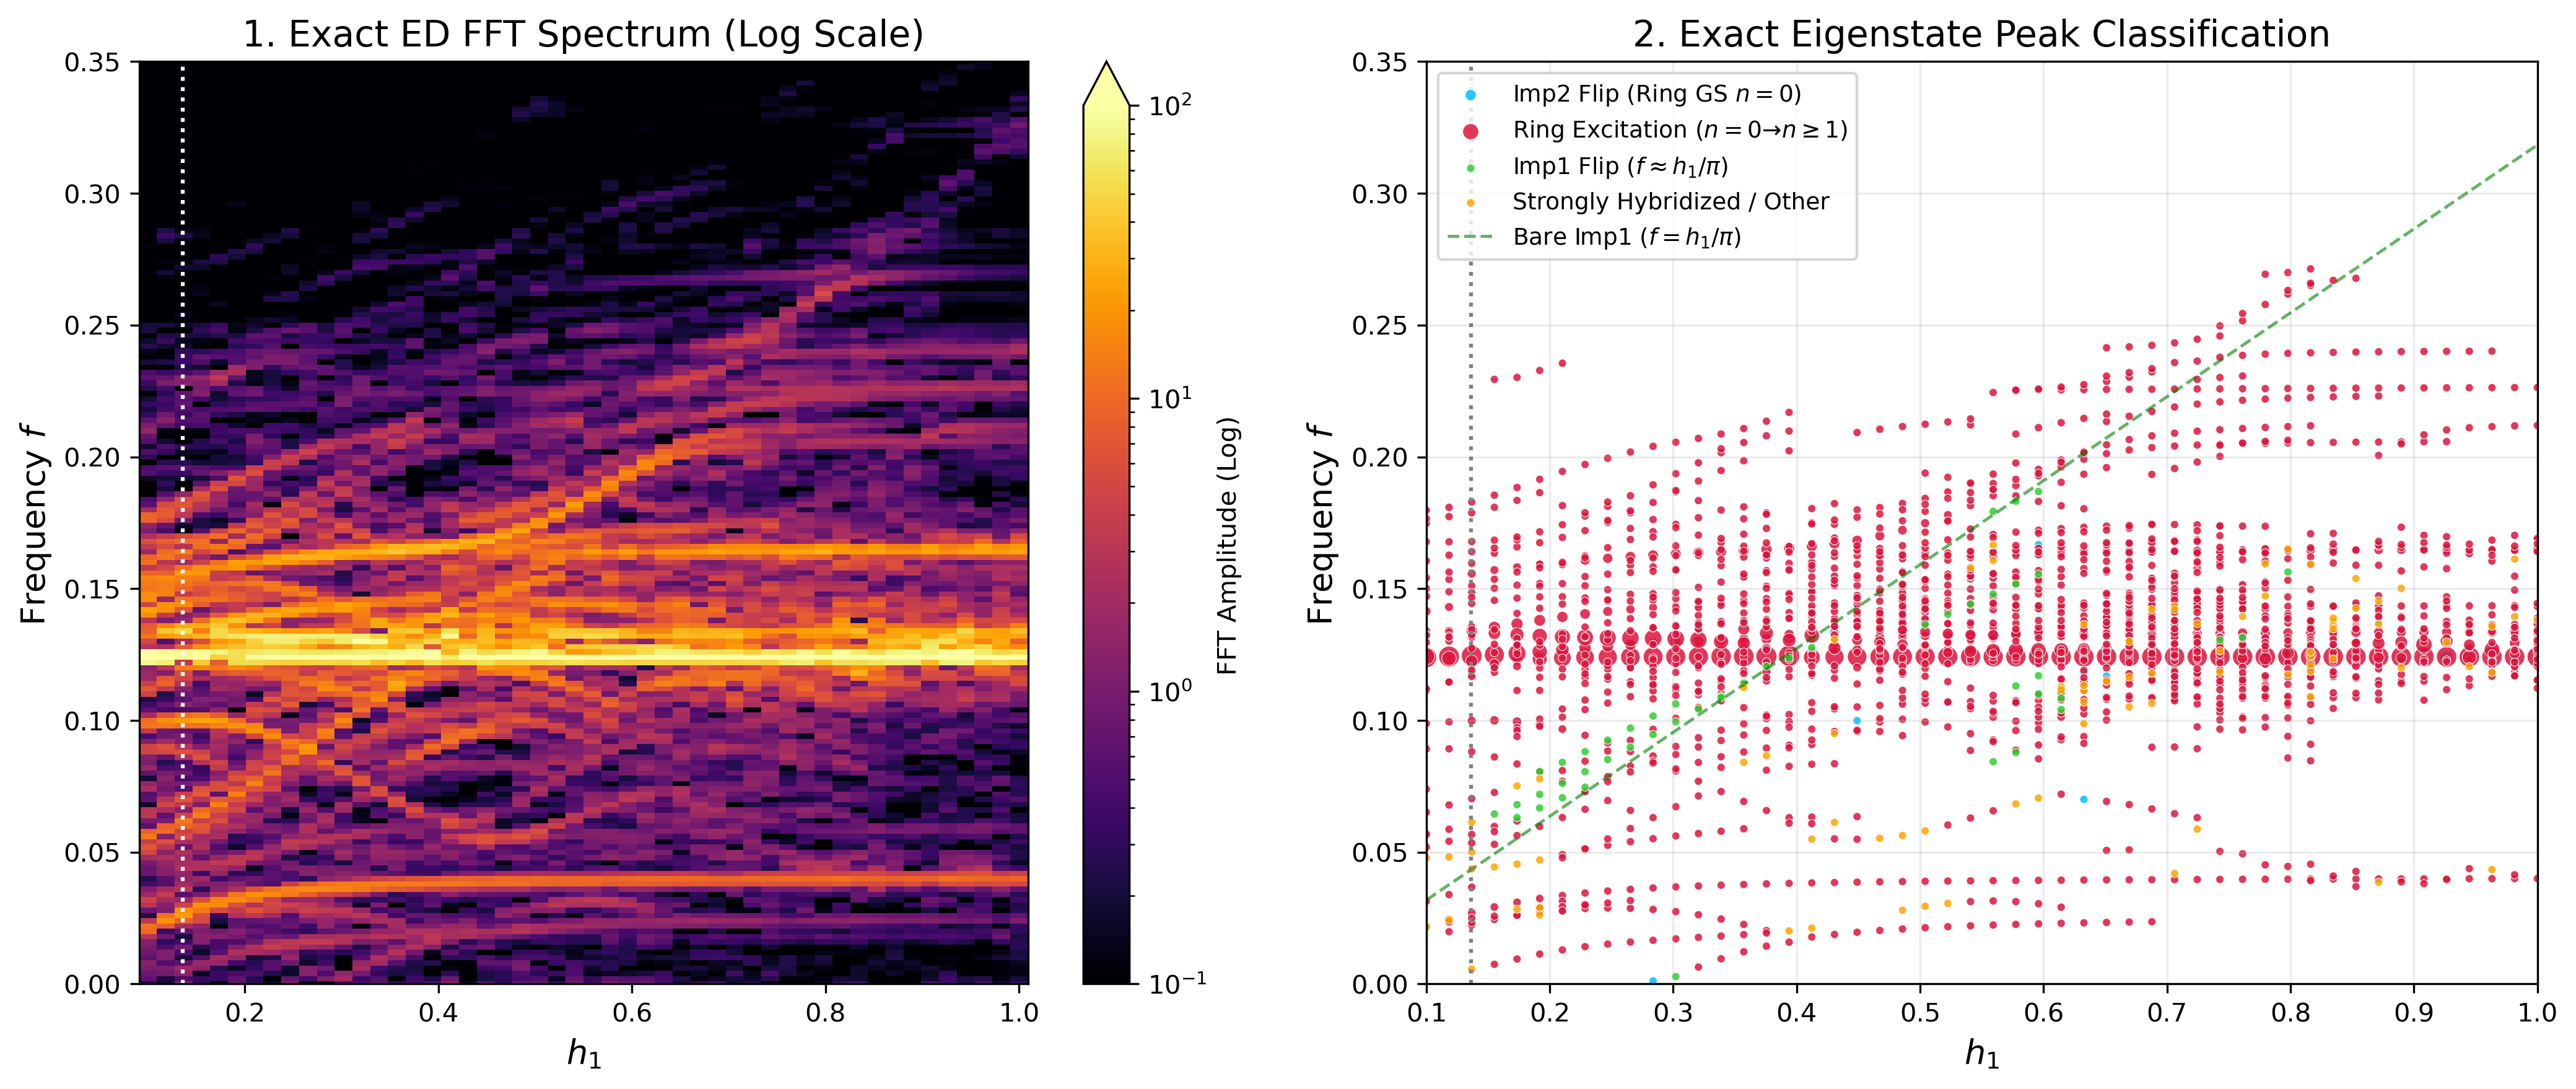 1. Exact ED FFT Spectrum (Log Scale)
0.35
0.30
0.25
0.20
0.15
0.10
0.05
0.00
Frequency f
0.2
0.4
0.6
0.8
1.0
h₁
10²
10¹
10⁰
10⁻¹
FFT Amplitude (Log)
2. Exact Eigenstate Peak Classification
0.35
0.30
0.25
0.20
0.15
0.10
0.05
0.00
Frequency f
Imp2 Flip (Ring GS n = 0)
Ring Excitation (n = 0→n ≥ 1)
Imp1 Flip (f ≈ h₁/π)
Strongly Hybridized / Other
Bare Imp1 (f = h₁/π)
0.1
0.2
0.3
0.4
0.5
0.6
0.7
0.8
0.9
1.0
h₁